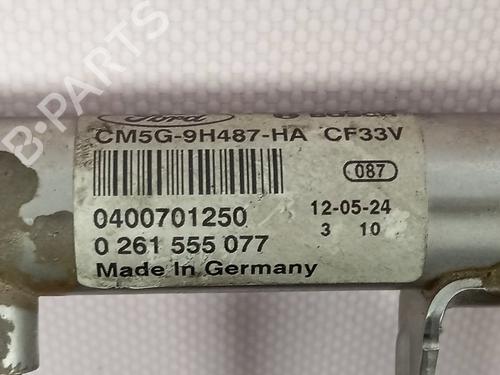 Ford BOSCH
CM5G-9H487-HA CF33V
087
0400701250 12-05-24
0 261 555 077 3 10
Made In Germany
B-PARTS